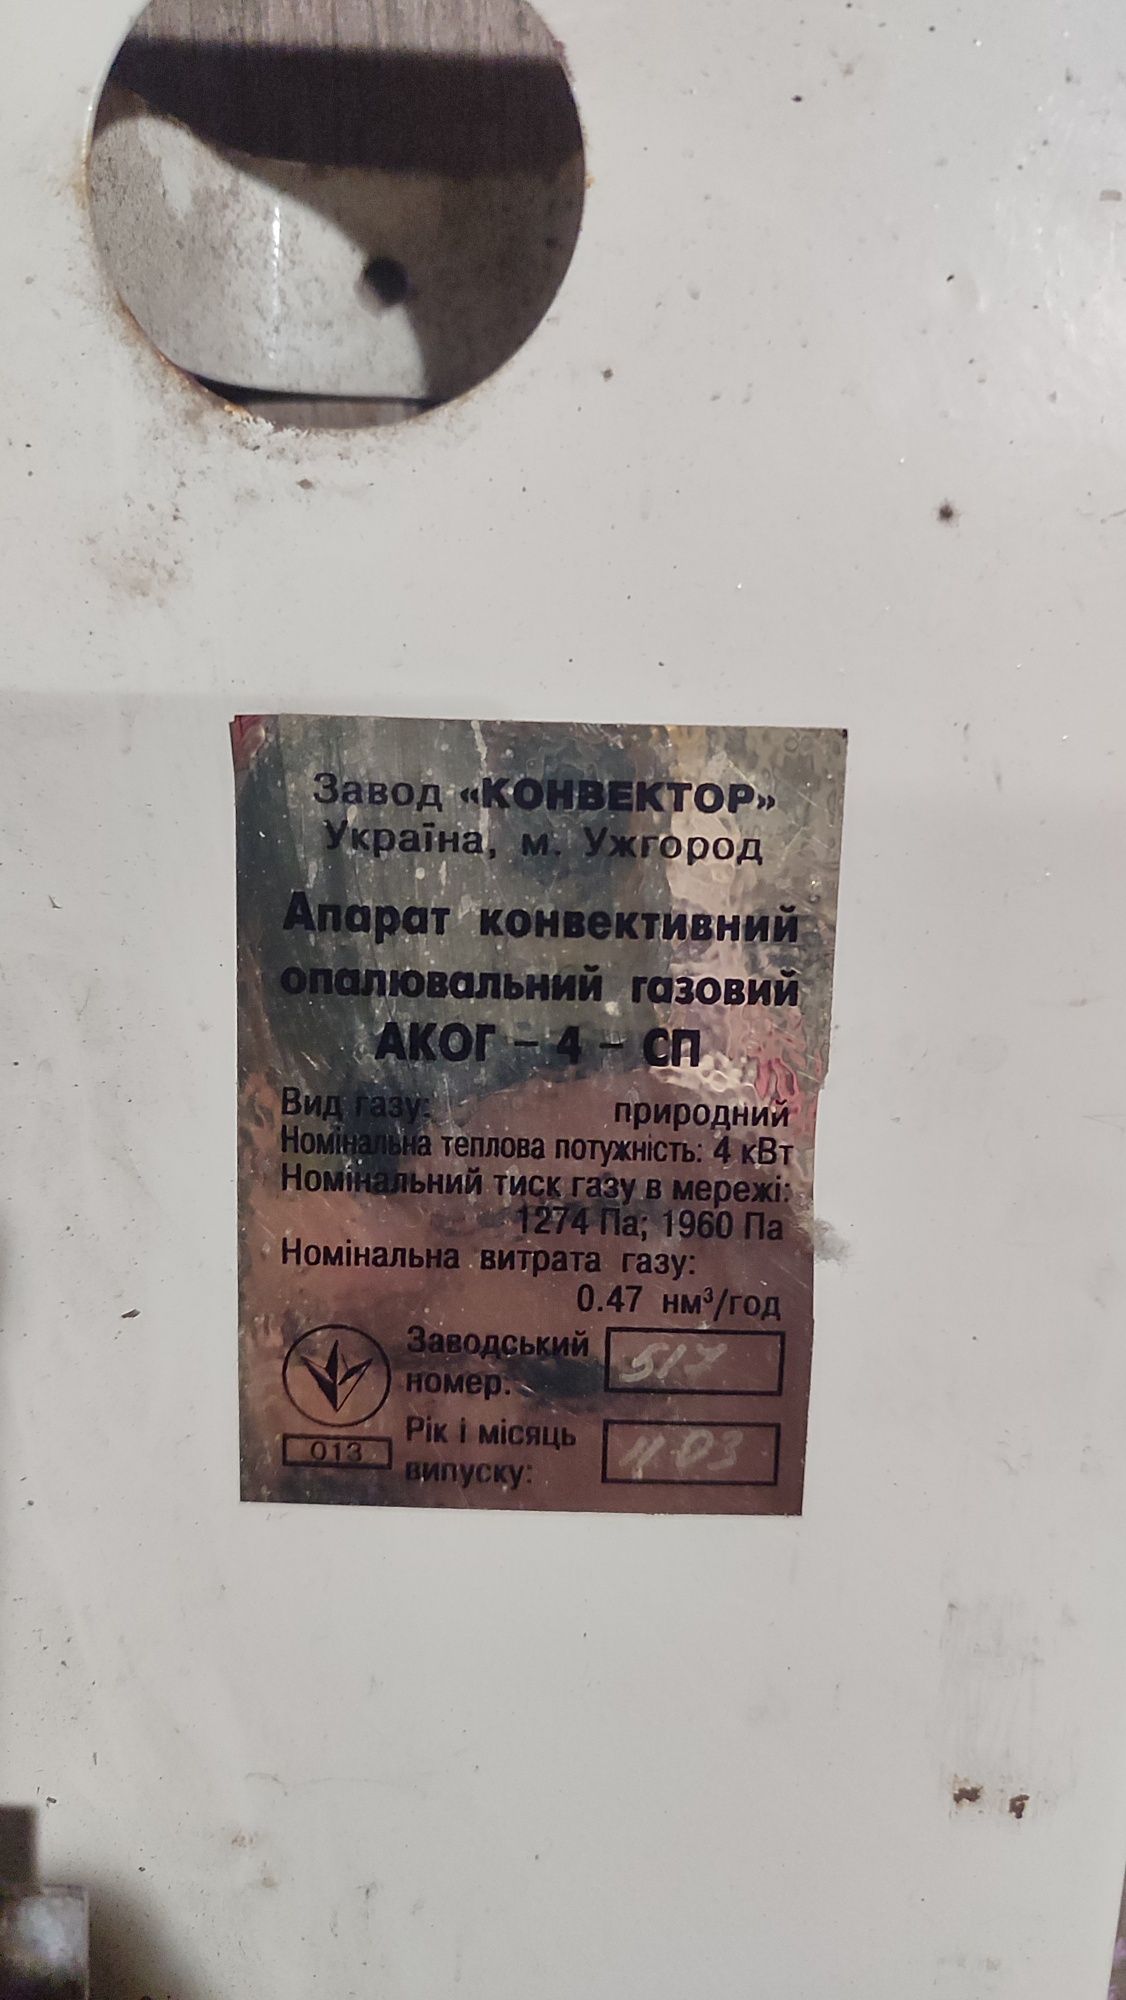 Завод «КОНВЕКТОР»
Україна, м. Ужгород
Апарат конвективний
опалювальний газовий
АКОГ - 4 - СП
Вид газу: природний
Номінальна теплова потужність: 4 кВт
Номінальний тиск газу в мережі:
1274 Па; 1960 Па
Номінальна витрата газу:
0.47 нм³/год
Заводський номер. 517
013
Рік і місяць випуску: 11 03